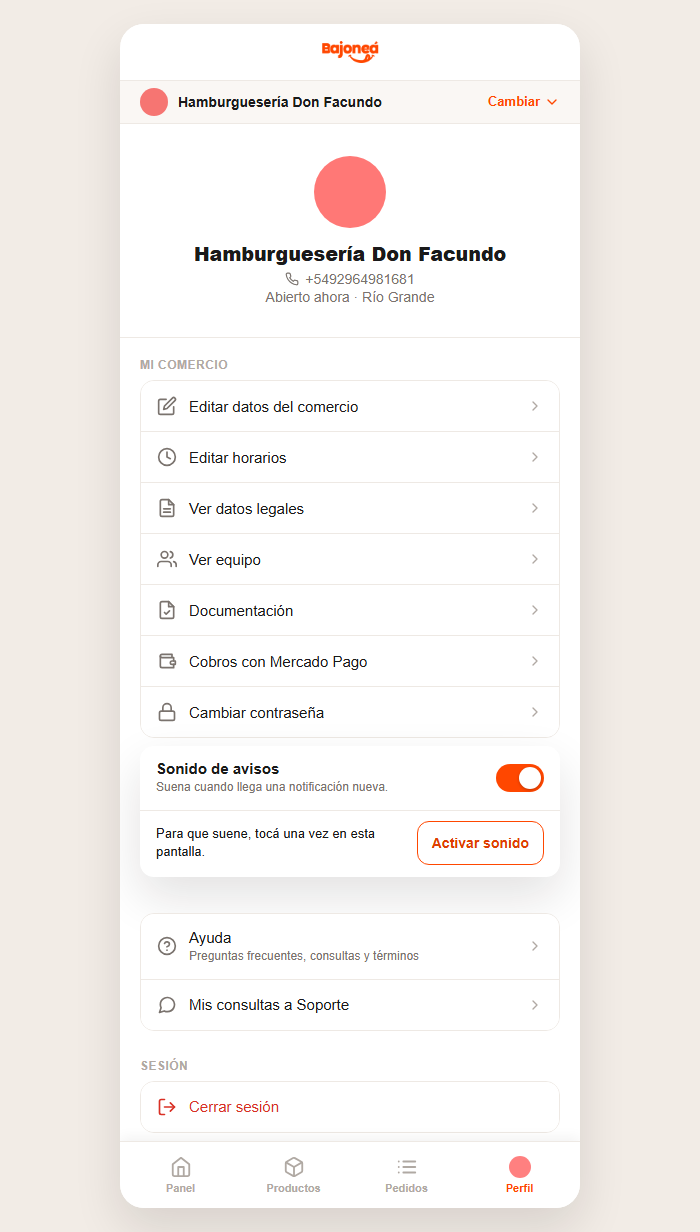 Bajoneá
Hamburguesería Don Facundo
Cambiar
Hamburguesería Don Facundo
+5492964981681
Abierto ahora · Río Grande
MI COMERCIO
Editar datos del comercio
Editar horarios
Ver datos legales
Ver equipo
Documentación
Cobros con Mercado Pago
Cambiar contraseña
Sonido de avisos
Suena cuando llega una notificación nueva.
Para que suene, tocá una vez en esta
pantalla.
Activar sonido
Ayuda
Preguntas frecuentes, consultas y términos
Mis consultas a Soporte
SESIÓN
Cerrar sesión
Panel
Productos
Pedidos
Perfil